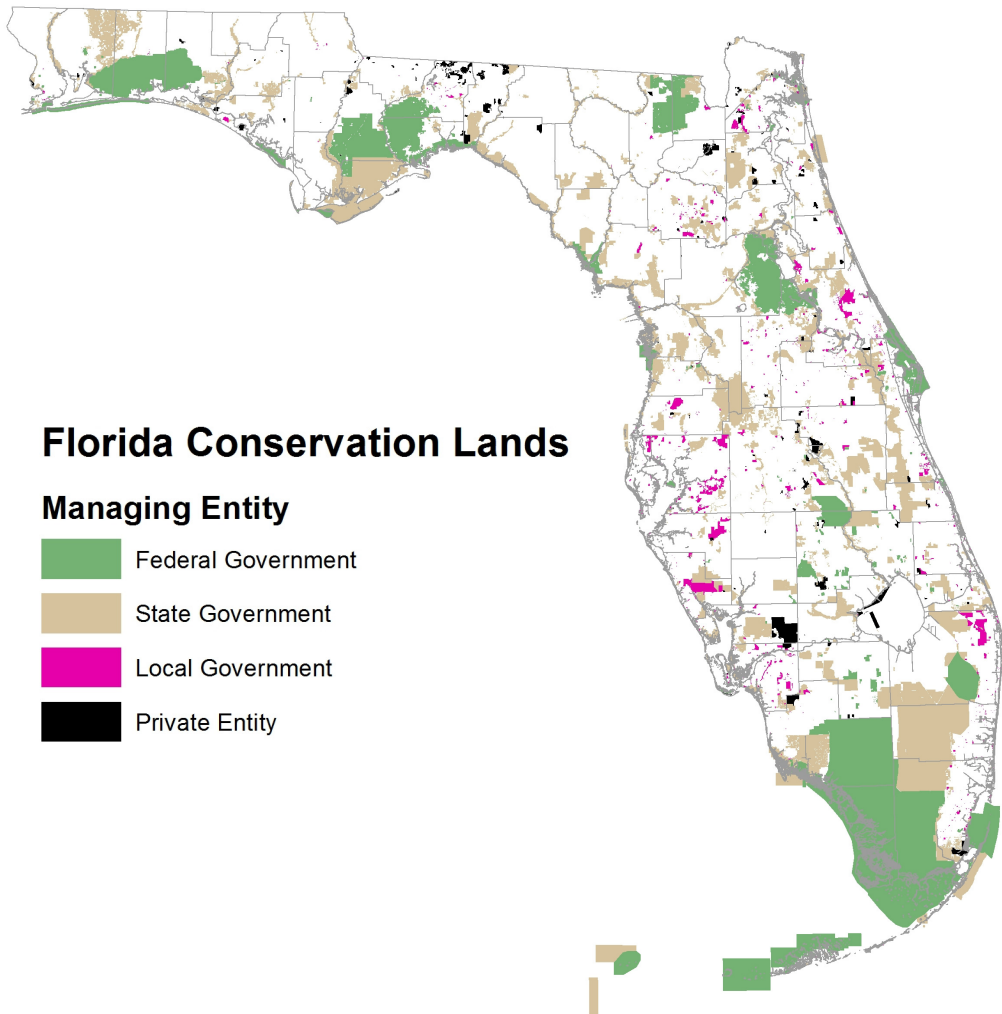 Florida Conservation Lands
Managing Entity
Federal Government
State Government
Local Government
Private Entity